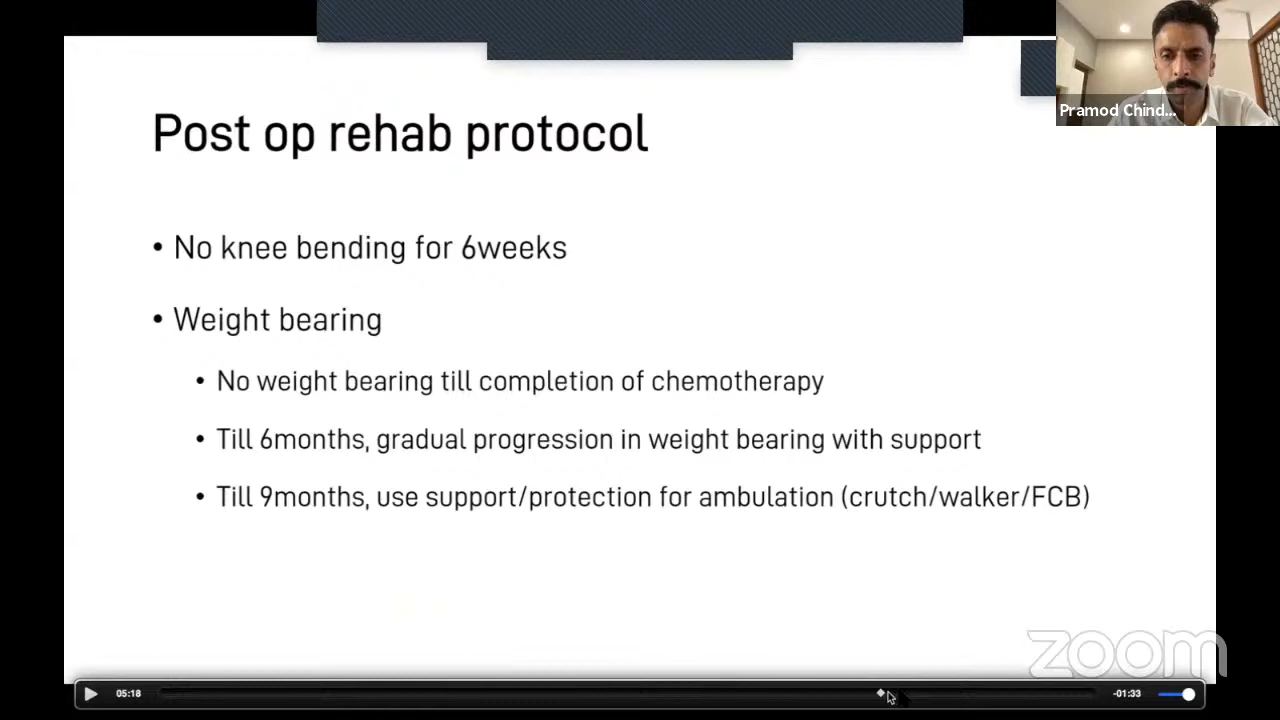 Pramod Chind...
Post op rehab protocol
• No knee bending for 6weeks
• Weight bearing
• No weight bearing till completion of chemotherapy
• Till 6months, gradual progression in weight bearing with support
• Till 9months, use support/protection for ambulation (crutch/walker/FCB)
zoom
05:18
-01:33